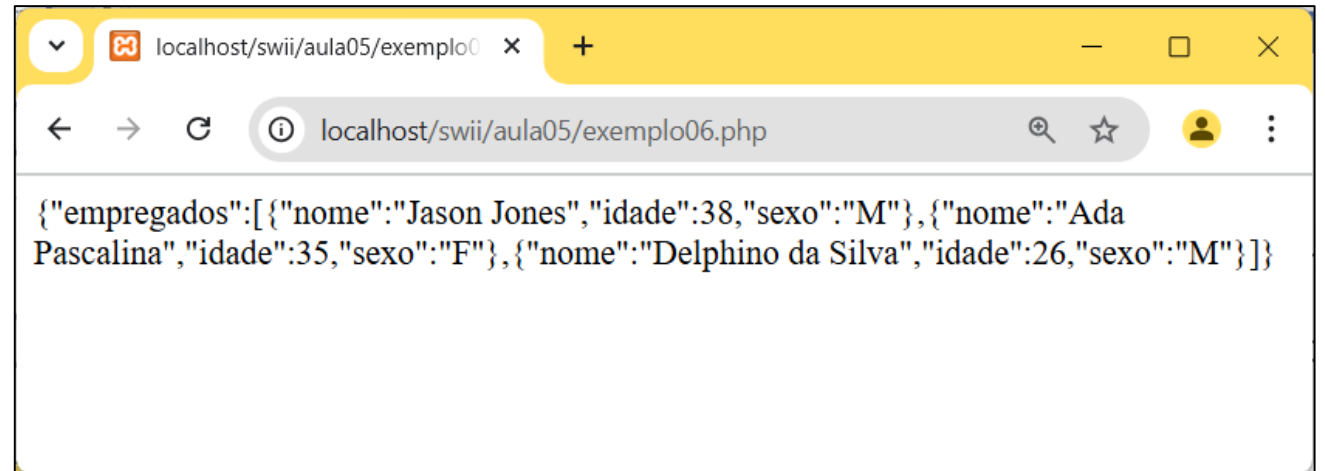 localhost/swii/aula05/exemplo0
localhost/swii/aula05/exemplo06.php
{"empregados":[{"nome":"Jason Jones","idade":38,"sexo":"M"},{"nome":"Ada
Pascalina","idade":35,"sexo":"F"},{"nome":"Delphino da Silva","idade":26,"sexo":"M"}]}